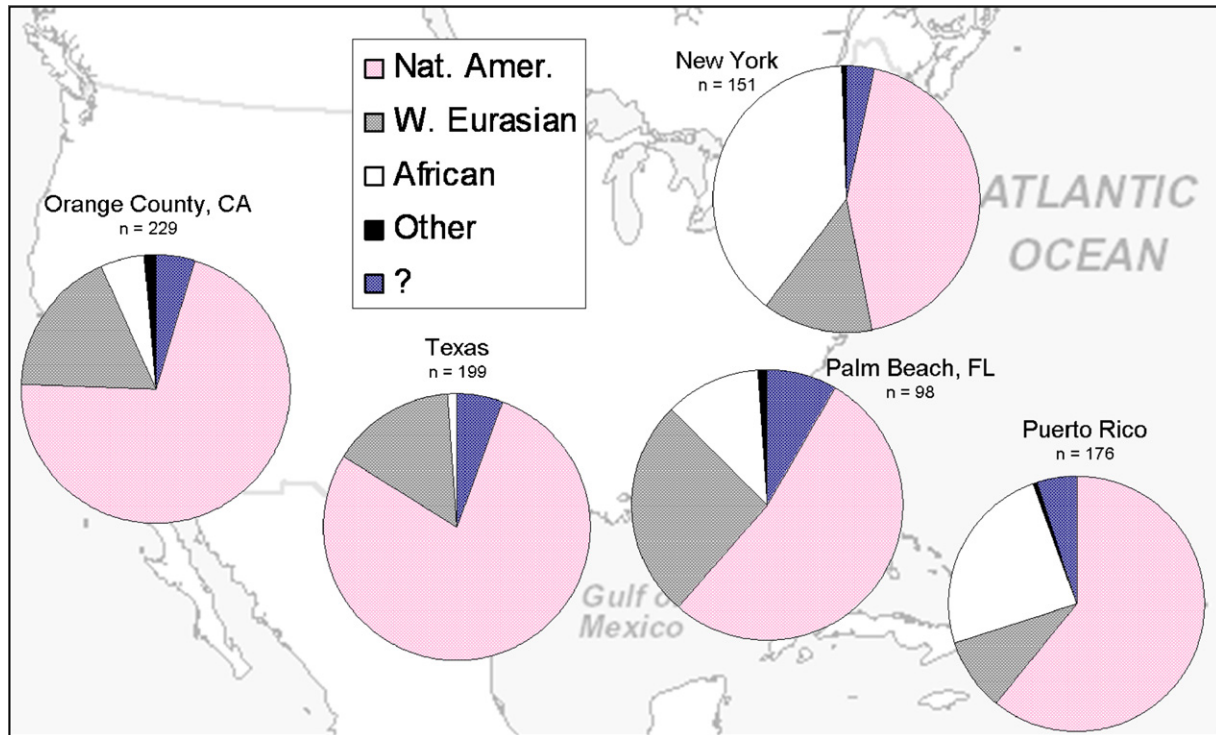 Nat. Amer.
W. Eurasian
African
Other
?
New York
n = 151
ATLANTIC
OCEAN
Orange County, CA
n = 229
Texas
n = 199
Palm Beach, FL
n = 98
Puerto Rico
n = 176
Gulf o
Mexico